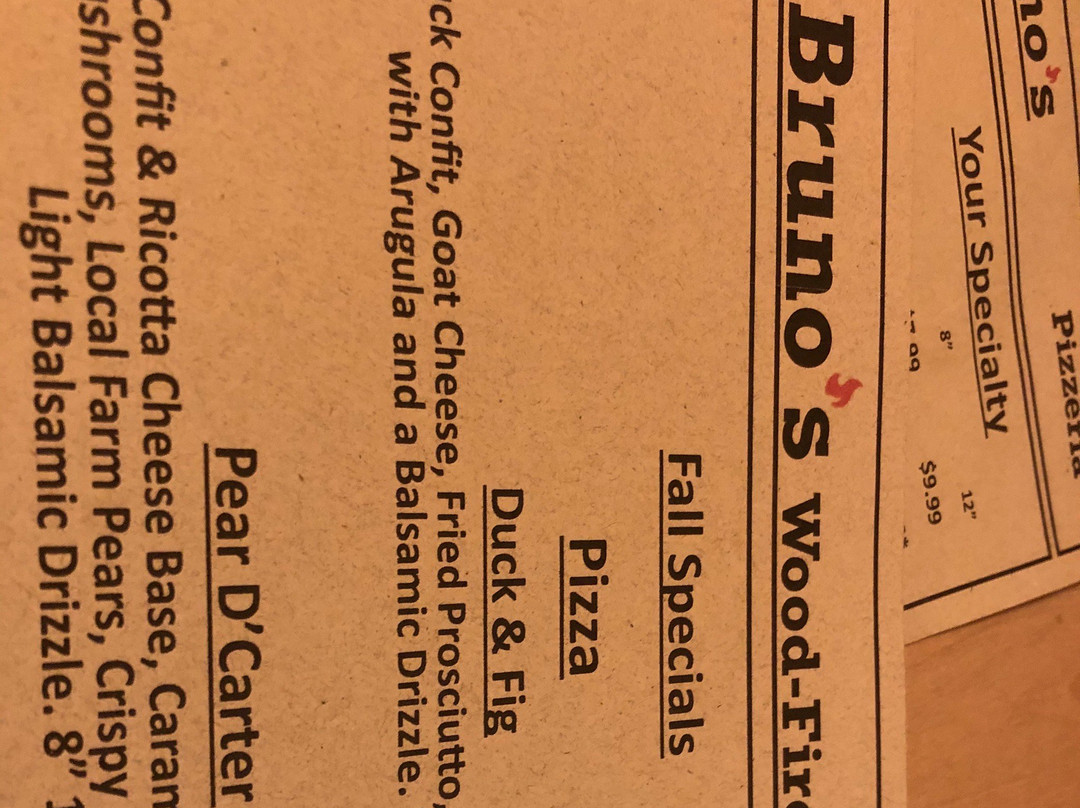 Bruno's Wood-Fir
Fall Specials
Pizza
Duck & Fig
ck Confit, Goat Cheese, Fried Prosciutto,
with Arugula and a Balsamic Drizzle.
Pear D'Carter
Confit & Ricotta Cheese Base, Caram
shrooms, Local Farm Pears, Crispy
Light Balsamic Drizzle. 8" 1
no's
Pizzeria
Your Specialty
8" 12"
$9.99